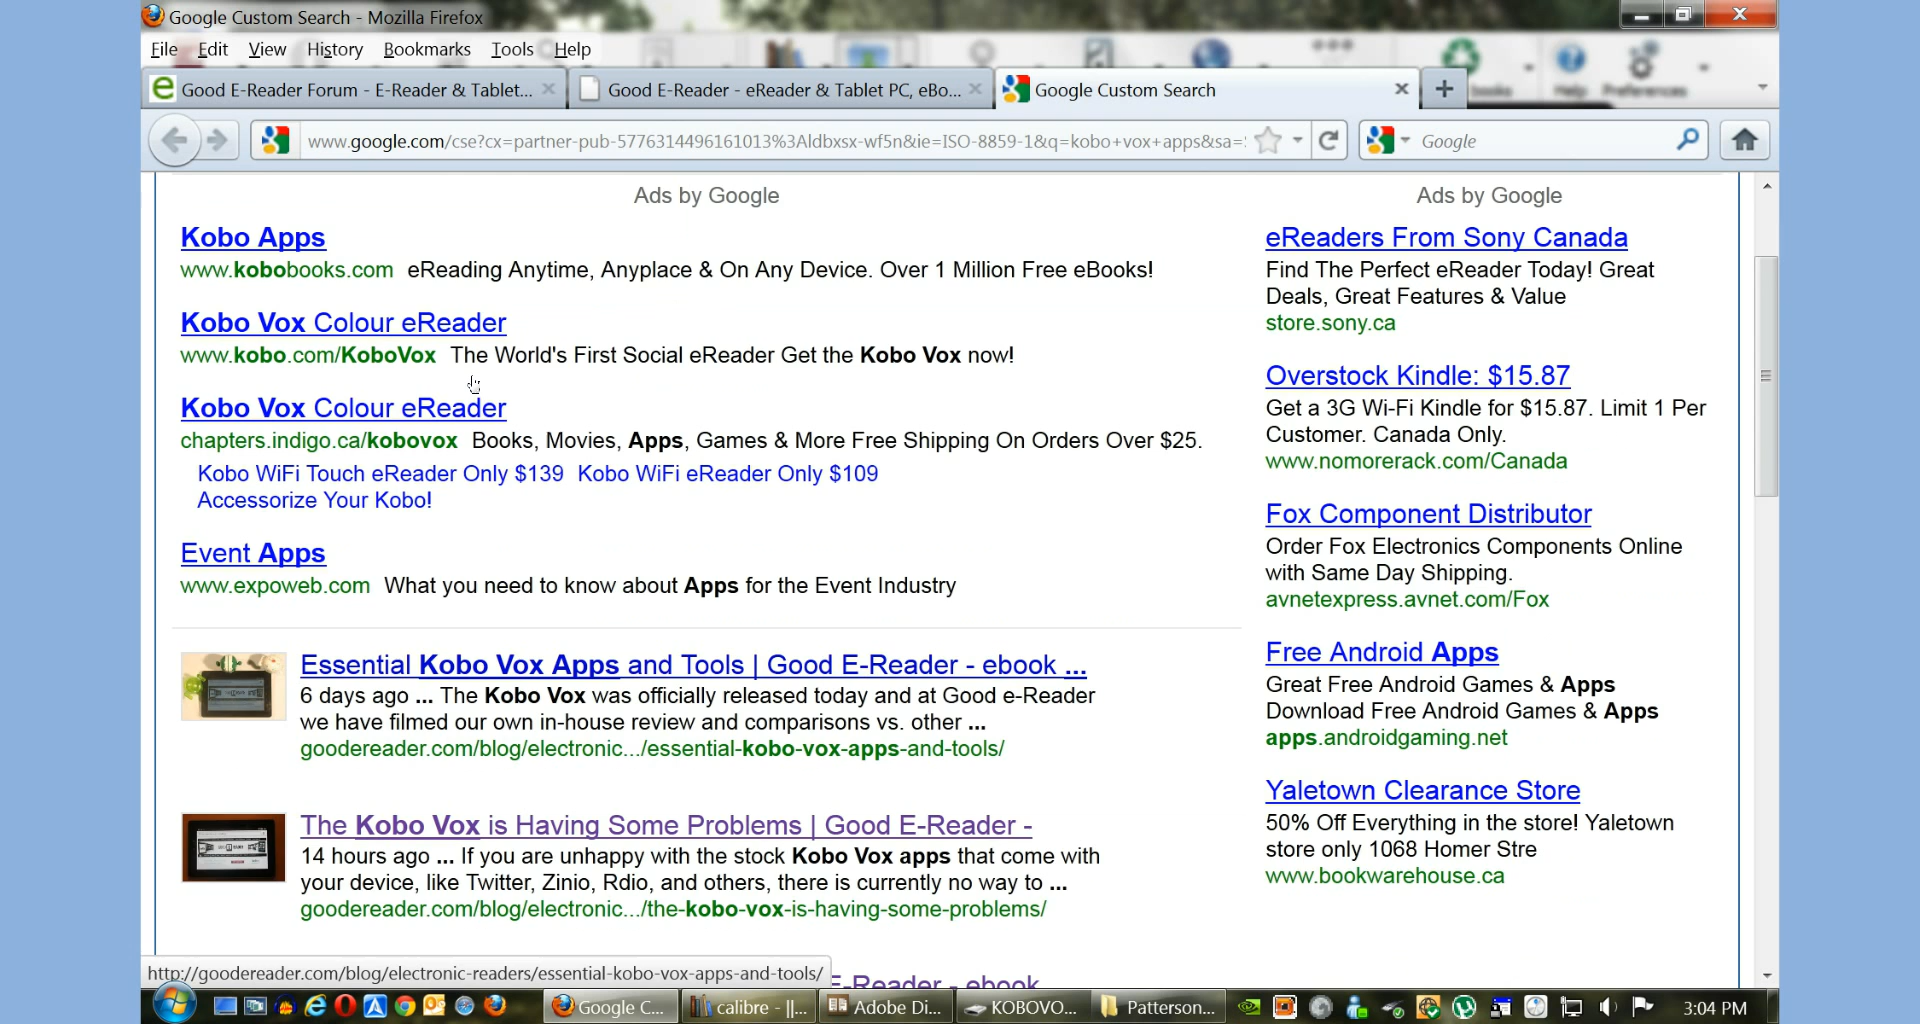 Google Custom Search - Mozilla Firefox
File Edit View History Bookmarks Tools Help
Help Preferences
Good E-Reader Forum - E-Reader & Tablet...
Good E-Reader - eReader & Tablet PC, eBo...
Google Custom Search
www.google.com/cse?cx=partner-pub-5776314496161013%3Aldbxsx-wf5n&ie=ISO-8859-1&q=kobo+vox+apps&sa=
Google
Ads by Google
Kobo Apps
www.kobobooks.com eReading Anytime, Anyplace & On Any Device. Over 1 Million Free eBooks!
Kobo Vox Colour eReader
www.kobo.com/KoboVox The World's First Social eReader Get the Kobo Vox now!
Kobo Vox Colour eReader
chapters.indigo.ca/kobovox Books, Movies, Apps, Games & More Free Shipping On Orders Over $25.
Kobo WiFi Touch eReader Only $139 Kobo WiFi eReader Only $109
Accessorize Your Kobo!
Event Apps
www.expoweb.com What you need to know about Apps for the Event Industry
Essential Kobo Vox Apps and Tools | Good E-Reader - ebook ...
6 days ago ... The Kobo Vox was officially released today and at Good e-Reader
we have filmed our own in-house review and comparisons vs. other ...
goodereader.com/blog/electronic.../essential-kobo-vox-apps-and-tools/
The Kobo Vox is Having Some Problems | Good E-Reader -
14 hours ago ... If you are unhappy with the stock Kobo Vox apps that come with
your device, like Twitter, Zinio, Rdio, and others, there is currently no way to ...
goodereader.com/blog/electronic.../the-kobo-vox-is-having-some-problems/
Ads by Google
eReaders From Sony Canada
Find The Perfect eReader Today! Great
Deals, Great Features & Value
store.sony.ca
Overstock Kindle: $15.87
Get a 3G Wi-Fi Kindle for $15.87. Limit 1 Per
Customer. Canada Only.
www.nomorerack.com/Canada
Fox Component Distributor
Order Fox Electronics Components Online
with Same Day Shipping.
avnetexpress.avnet.com/Fox
Free Android Apps
Great Free Android Games & Apps
Download Free Android Games & Apps
apps.androidgaming.net
Yaletown Clearance Store
50% Off Everything in the store! Yaletown
store only 1068 Homer Stre
www.bookwarehouse.ca
http://goodereader.com/blog/electronic-readers/essential-kobo-vox-apps-and-tools/
E-Reader - ebook
Google C...
calibre - ||...
Adobe Di...
KOBOVO...
Patterson...
3:04 PM